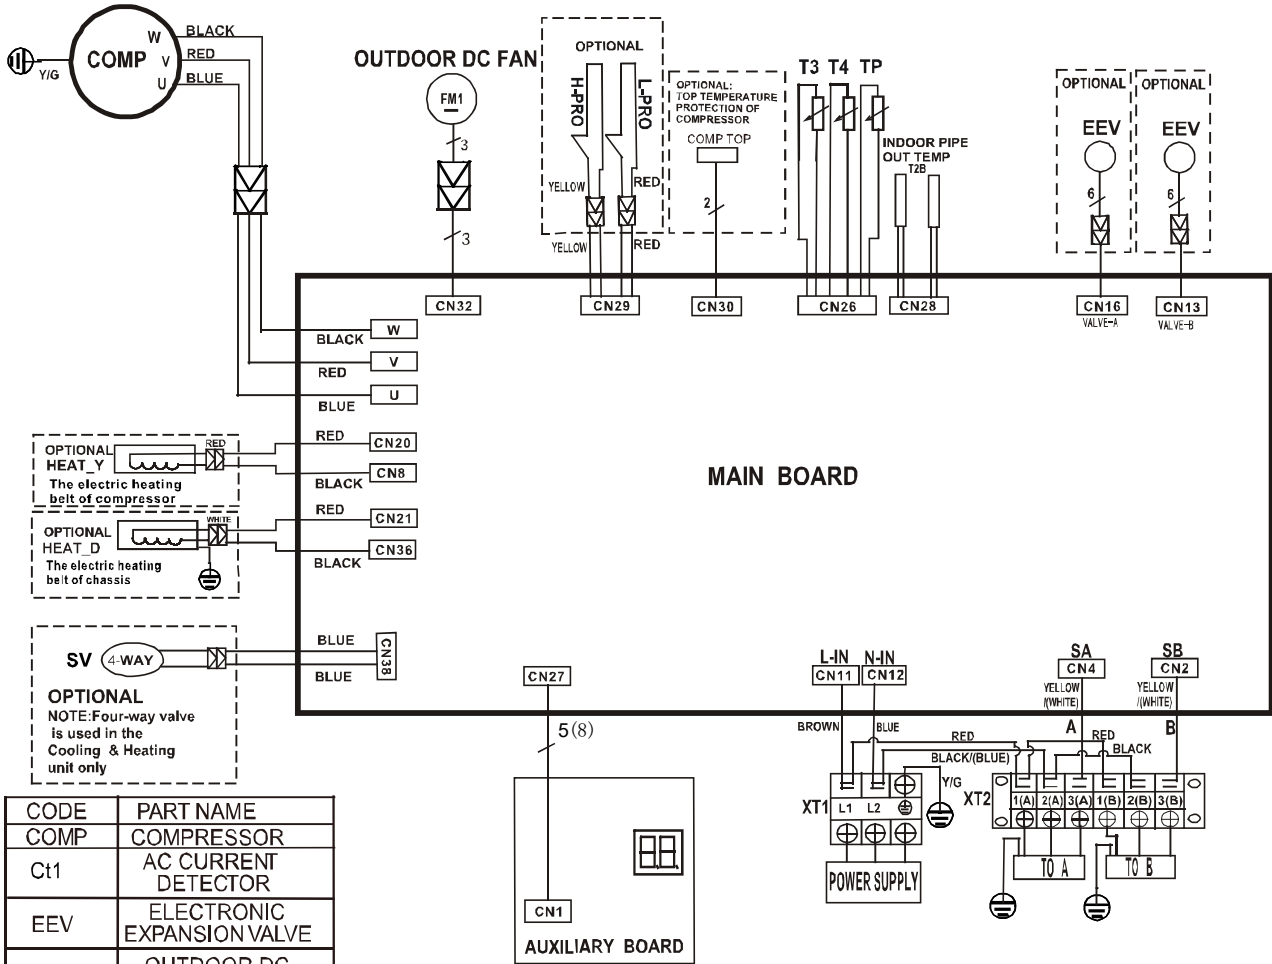 COMP
W
V
U
BLACK
RED
BLUE
Y/G
OUTDOOR DC FAN
FM1
3
3
OPTIONAL
H-PRO
L-PRO
YELLOW
RED
YELLOW
RED
OPTIONAL:
TOP TEMPERATURE
PROTECTION OF
COMPRESSOR
COMP TOP
2
T3 T4 TP
INDOOR PIPE
OUT TEMP
T2B
OPTIONAL
EEV
6
OPTIONAL
EEV
6
CN32
CN29
CN30
CN26
CN28
CN16
VALVE-A
CN13
VALVE-B
W
BLACK
V
RED
U
BLUE
MAIN BOARD
OPTIONAL
HEAT_Y
The electric heating
belt of compressor
RED
RED
CN20
CN8
BLACK
OPTIONAL
HEAT_D
The electric heating
belt of chassis
WHITE
RED
CN21
CN36
BLACK
SV
4-WAY
OPTIONAL
NOTE:Four-way valve
is used in the
Cooling & Heating
unit only
BLUE
CN38
BLUE
CN27
5(8)
CN1
AUXILIARY BOARD
L-IN
N-IN
CN11
CN12
BROWN
BLUE
SA
CN4
YELLOW
/(WHITE)
A
SB
CN2
YELLOW
/(WHITE)
B
RED
BLACK/(BLUE)
RED
BLACK
XT1
L1
L2
Y/G
POWER SUPPLY
XT2
1(A) 2(A) 3(A) 1(B) 2(B) 3(B)
TO A
TO B
CODE PART NAME
COMP COMPRESSOR
Ct1 AC CURRENT
DETECTOR
EEV ELECTRONIC
EXPANSION VALVE
OUTDOOR DC